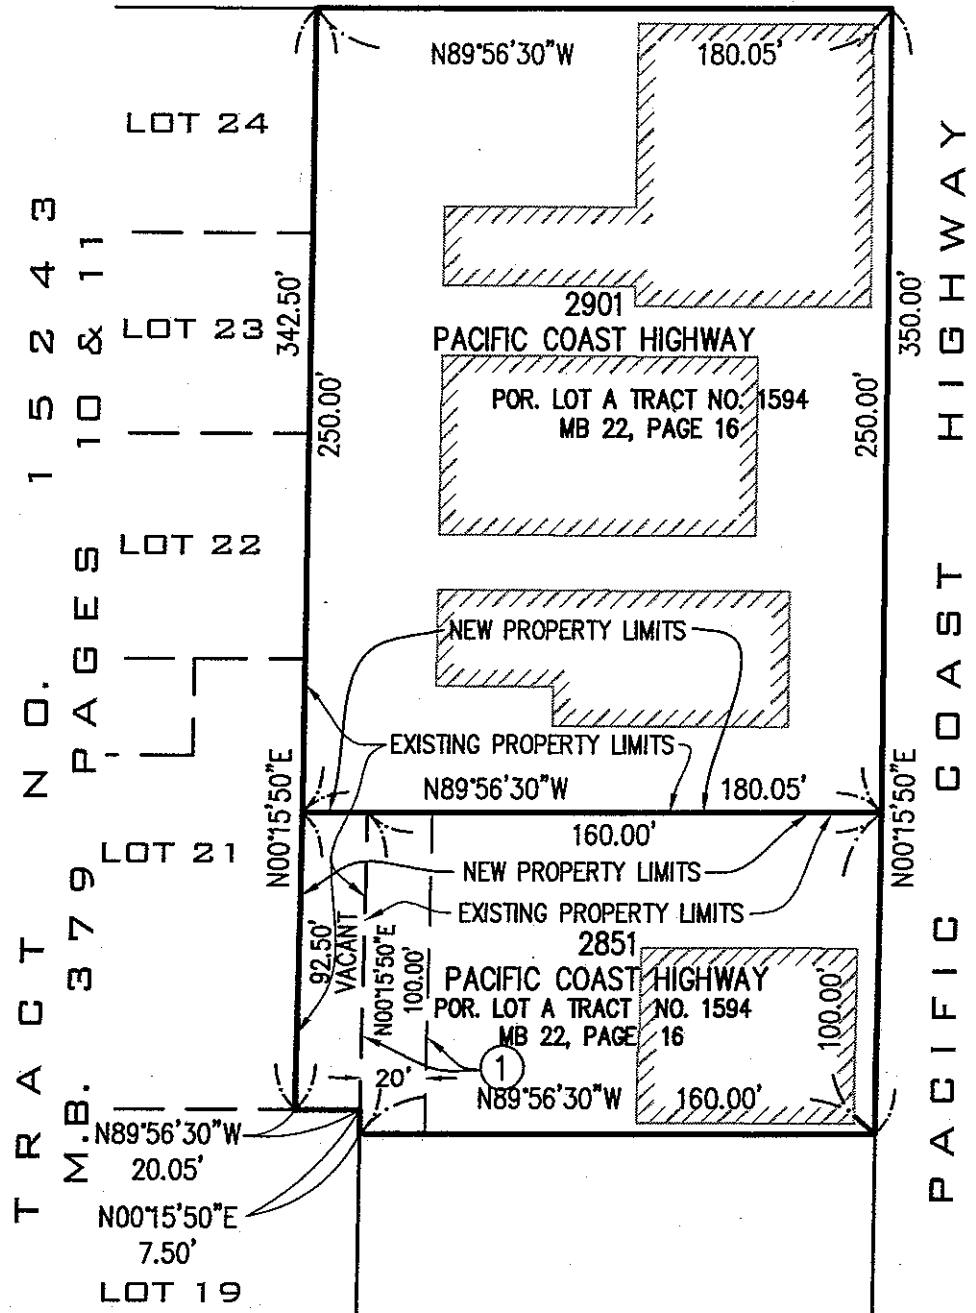 N89°56'30"W 180.05'
LOT 24
LOT 23
LOT 22
LOT 21
LOT 19
TRACT NO. 15243
M.B. 379 PAGES 10 & 11
PACIFIC COAST HIGHWAY
342.50'
250.00'
350.00'
250.00'
2901
PACIFIC COAST HIGHWAY
POR. LOT A TRACT NO. 1594
MB 22, PAGE 16
NEW PROPERTY LIMITS
EXISTING PROPERTY LIMITS
N89°56'30"W 180.05'
N00°15'50"E
N00°15'50"E
160.00'
NEW PROPERTY LIMITS
EXISTING PROPERTY LIMITS
92.50'
VACANT
N00°15'50"E
100.00'
2851
PACIFIC COAST HIGHWAY
POR. LOT A TRACT NO. 1594
MB 22, PAGE 16
100.00'
1
20'
N89°56'30"W 160.00'
N89°56'30"W
20.05'
N00°15'50"E
7.50'